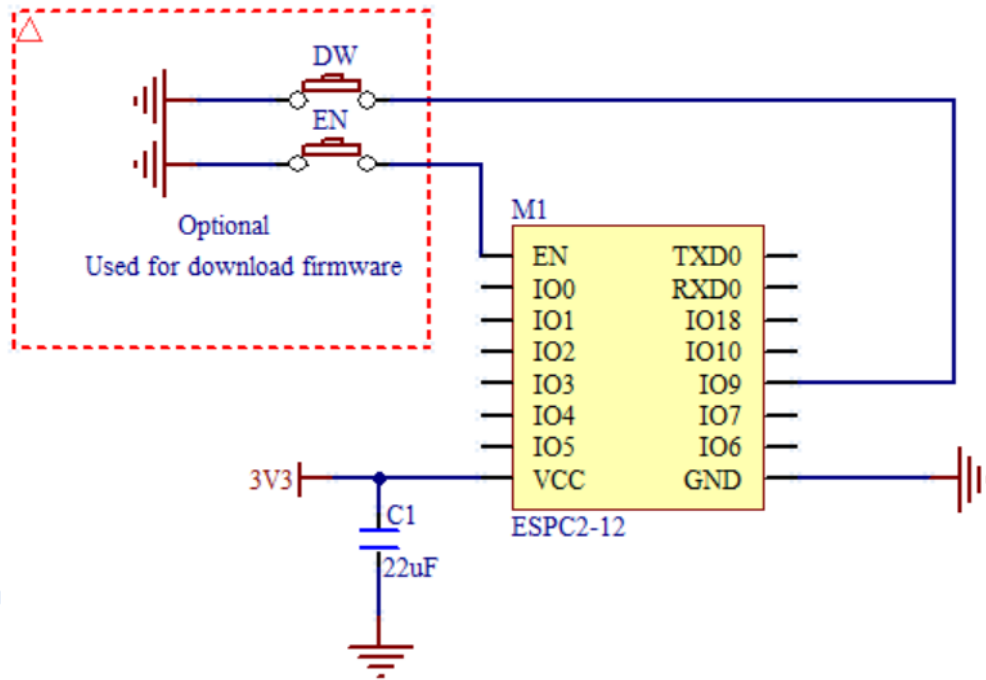 DW
EN
Optional
Used for download firmware
M1
EN
TXD0
IO0
RXD0
IO1
IO18
IO2
IO10
IO3
IO9
IO4
IO7
IO5
IO6
VCC
GND
3V3
C1
ESPC2-12
22uF